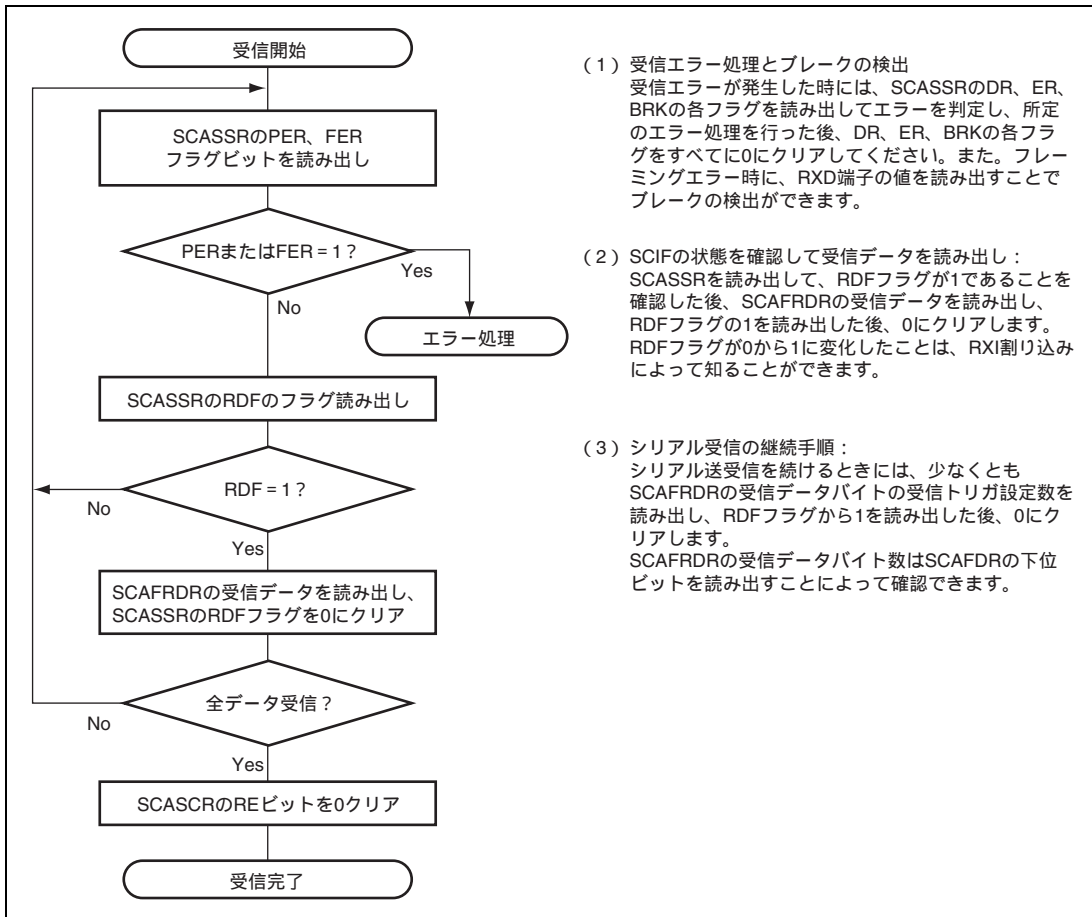 受信開始
SCASSRのPER、FER
フラグビットを読み出し
PERまたはFER = 1？
Yes
No
エラー処理
SCASSRのRDFのフラグ読み出し
RDF = 1？
No
Yes
SCAFRDRの受信データを読み出し、
SCASSRのRDFフラグを0にクリア
全データ受信？
No
Yes
SCASCRのREビットを0クリア
受信完了
（1）受信エラー処理とブレークの検出
受信エラーが発生した時には、SCASSRのDR、ER、
BRKの各フラグを読み出してエラーを判定し、所定
のエラー処理を行った後、DR、ER、BRKの各フラ
グをすべてに0にクリアしてください。また。フレー
ミングエラー時に、RXD端子の値を読み出すことで
ブレークの検出ができます。
（2）SCIFの状態を確認して受信データを読み出し：
SCASSRを読み出して、RDFフラグが1であることを
確認した後、SCAFRDRの受信データを読み出し、
RDFフラグの1を読み出した後、0にクリアします。
RDFフラグが0から1に変化したことは、RXI割り込み
によって知ることができます。
（3）シリアル受信の継続手順：
シリアル送受信を続けるときには、少なくとも
SCAFRDRの受信データバイトの受信トリガ設定数を
読み出し、RDFフラグから1を読み出した後、0にク
リアします。
SCAFRDRの受信データバイト数はSCAFDRの下位
ビットを読み出すことによって確認できます。